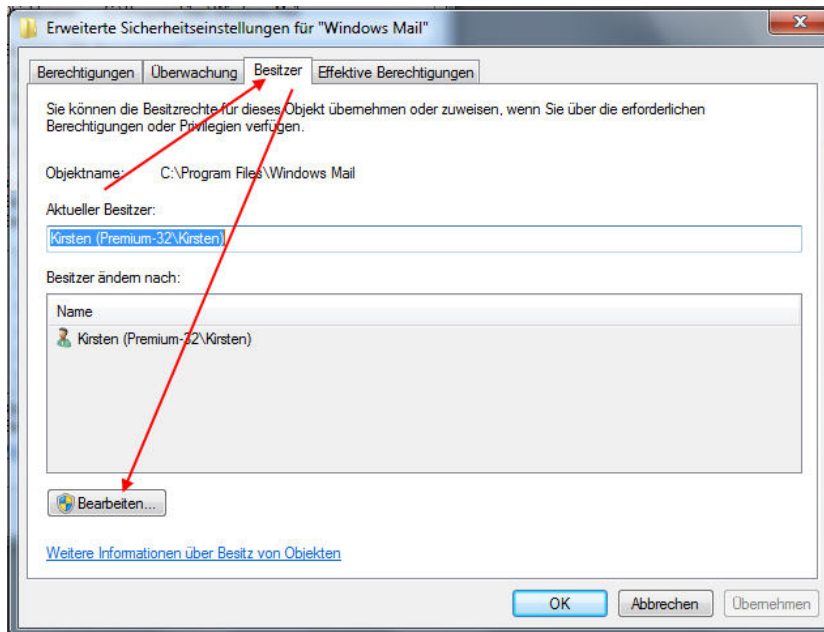 Erweiterte Sicherheitseinstellungen für "Windows Mail"
Berechtigungen Überwachung Besitzer Effektive Berechtigungen
Sie können die Besitzrechte für dieses Objekt übernehmen oder zuweisen, wenn Sie über die erforderlichen
Berechtigungen oder Privilegien verfügen.
Objektname: C:\Program Files\Windows Mail
Aktueller Besitzer:
Kirsten (Premium-32\Kirsten)
Besitzer ändern nach:
Name
Kirsten (Premium-32\Kirsten)
Bearbeiten...
Weitere Informationen über Besitz von Objekten
OK Abbrechen Übernehmen